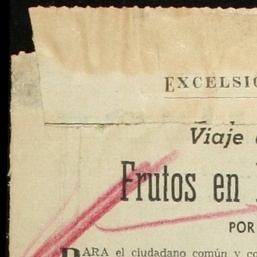 EXCELSIO
Viaje
Frutos en
POR
PARA el ciudadano común y co